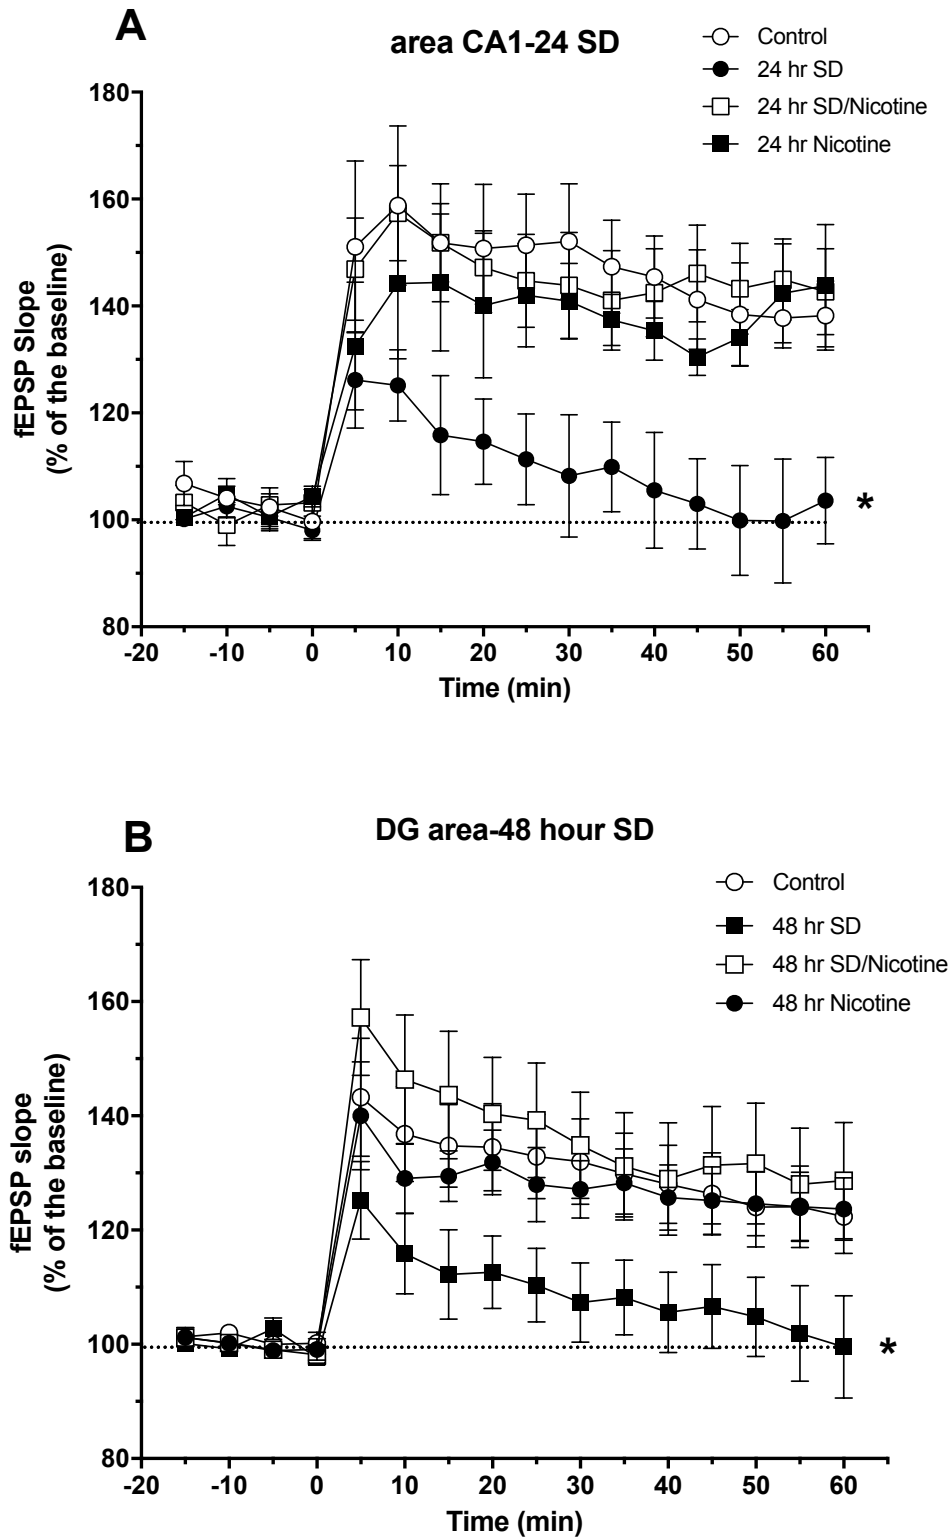 A
area CA1-24 SD
Control
24 hr SD
24 hr SD/Nicotine
24 hr Nicotine
fEPSP Slope
(% of the baseline)
180
160
140
120
100
80
*
-20 -10 0 10 20 30 40 50 60
Time (min)
B
DG area-48 hour SD
Control
48 hr SD
48 hr SD/Nicotine
48 hr Nicotine
fEPSP slope
(% of the baseline)
180
160
140
120
100
80
*
-20 -10 0 10 20 30 40 50 60
Time (min)